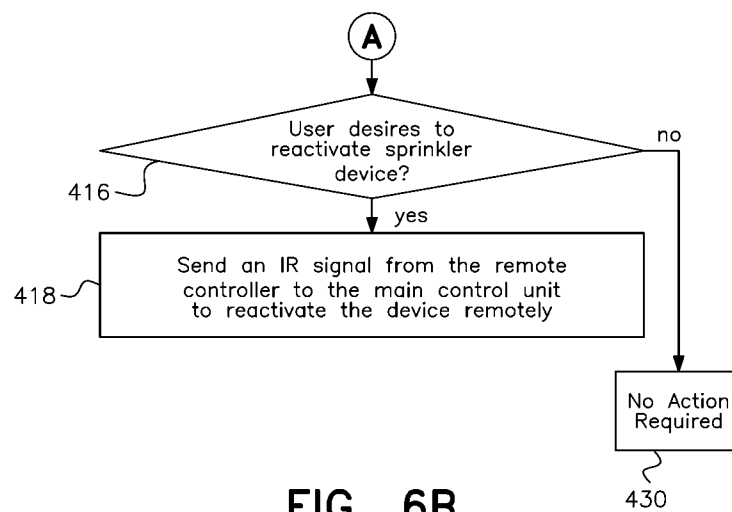 A
User desires to
reactivate sprinkler
device?
no
416
yes
Send an IR signal from the remote
controller to the main control unit
to reactivate the device remotely
418
No Action
Required
430
FIG. 6B